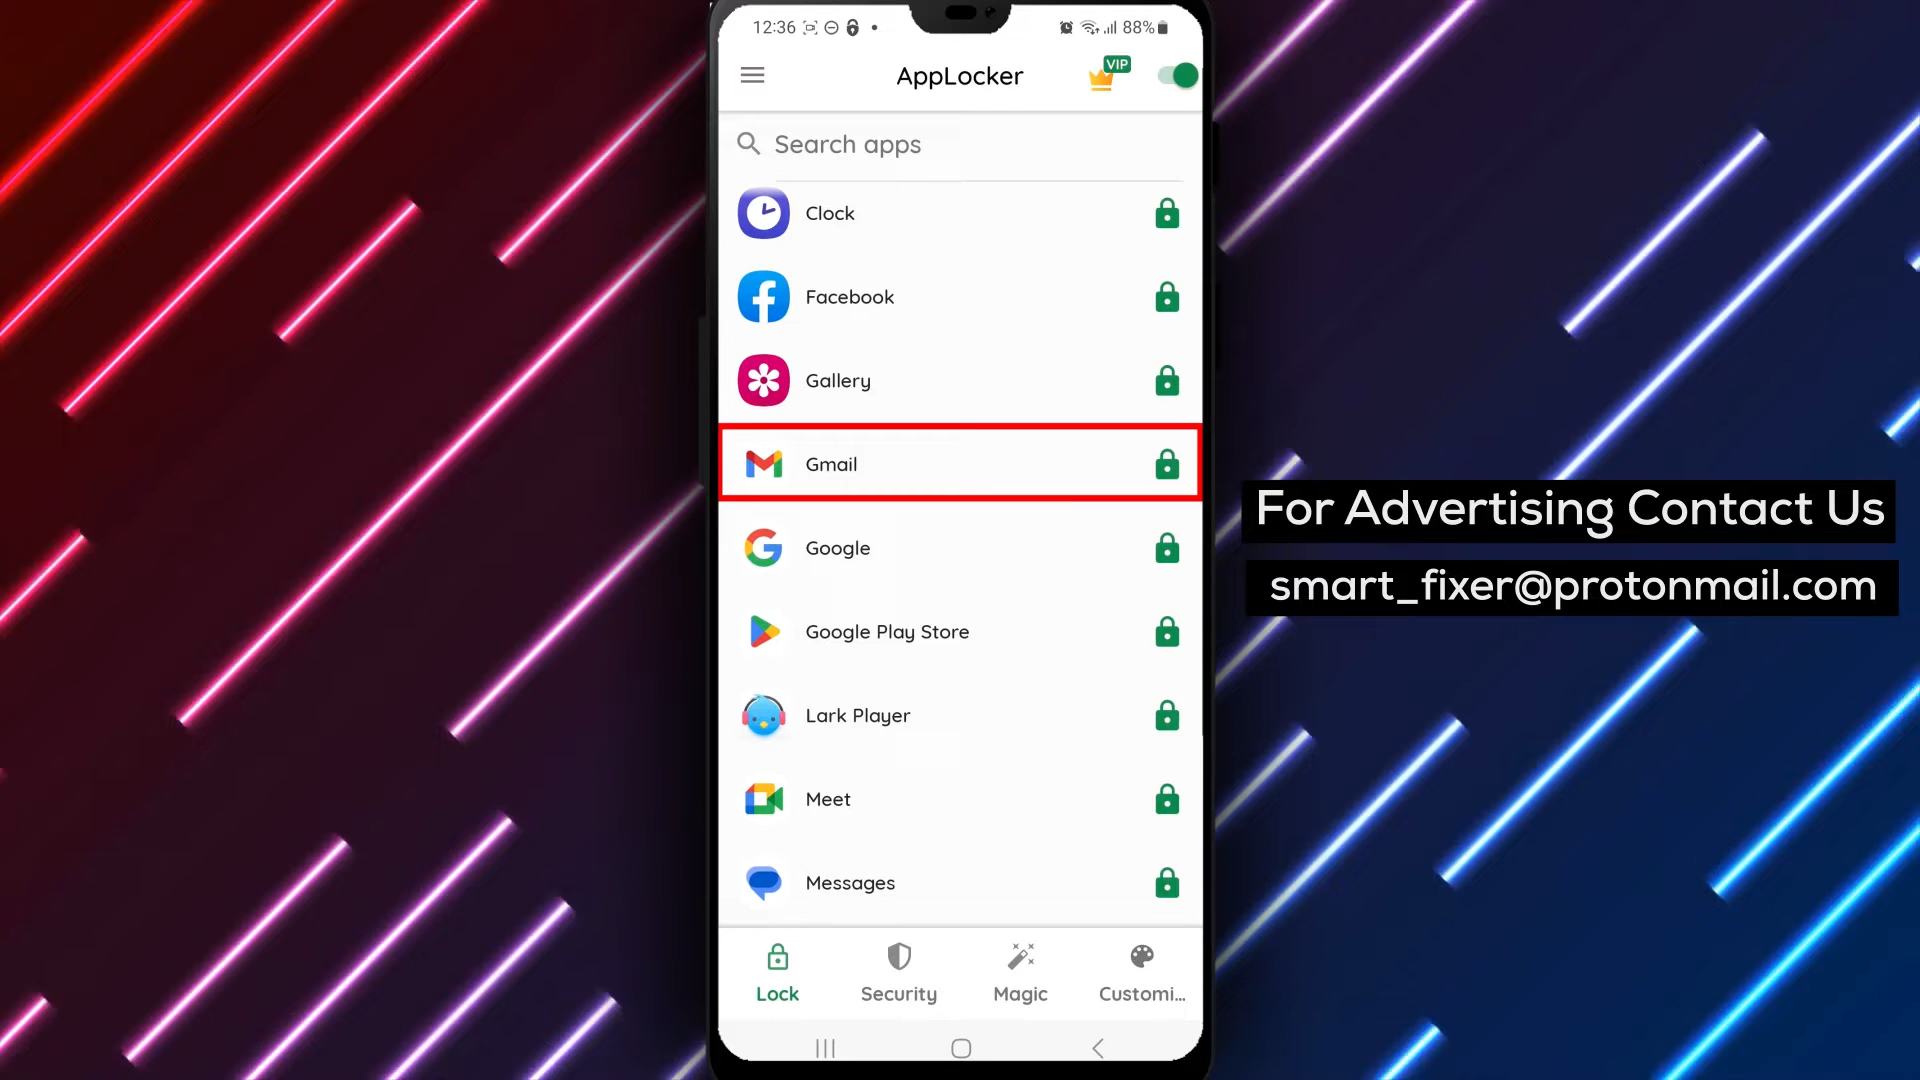 12:36
88%
AppLocker
VIP
Search apps
Clock
Facebook
Gallery
Gmail
Google
Google Play Store
Lark Player
Meet
Messages
Lock
Security
Magic
Customi...
For Advertising Contact Us
smart_fixer@protonmail.com